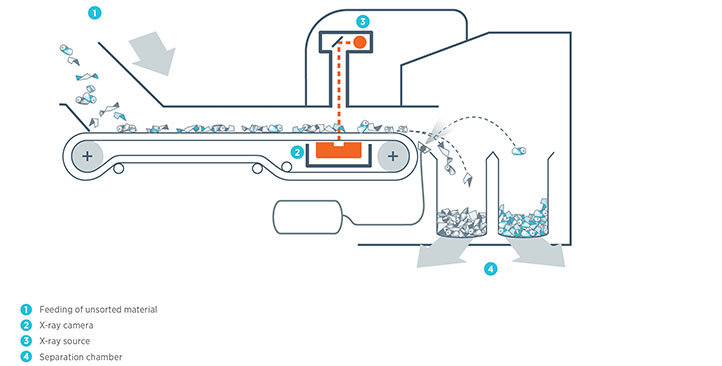 1
3
2
4
1 Feeding of unsorted material
2 X-ray camera
3 X-ray source
4 Separation chamber